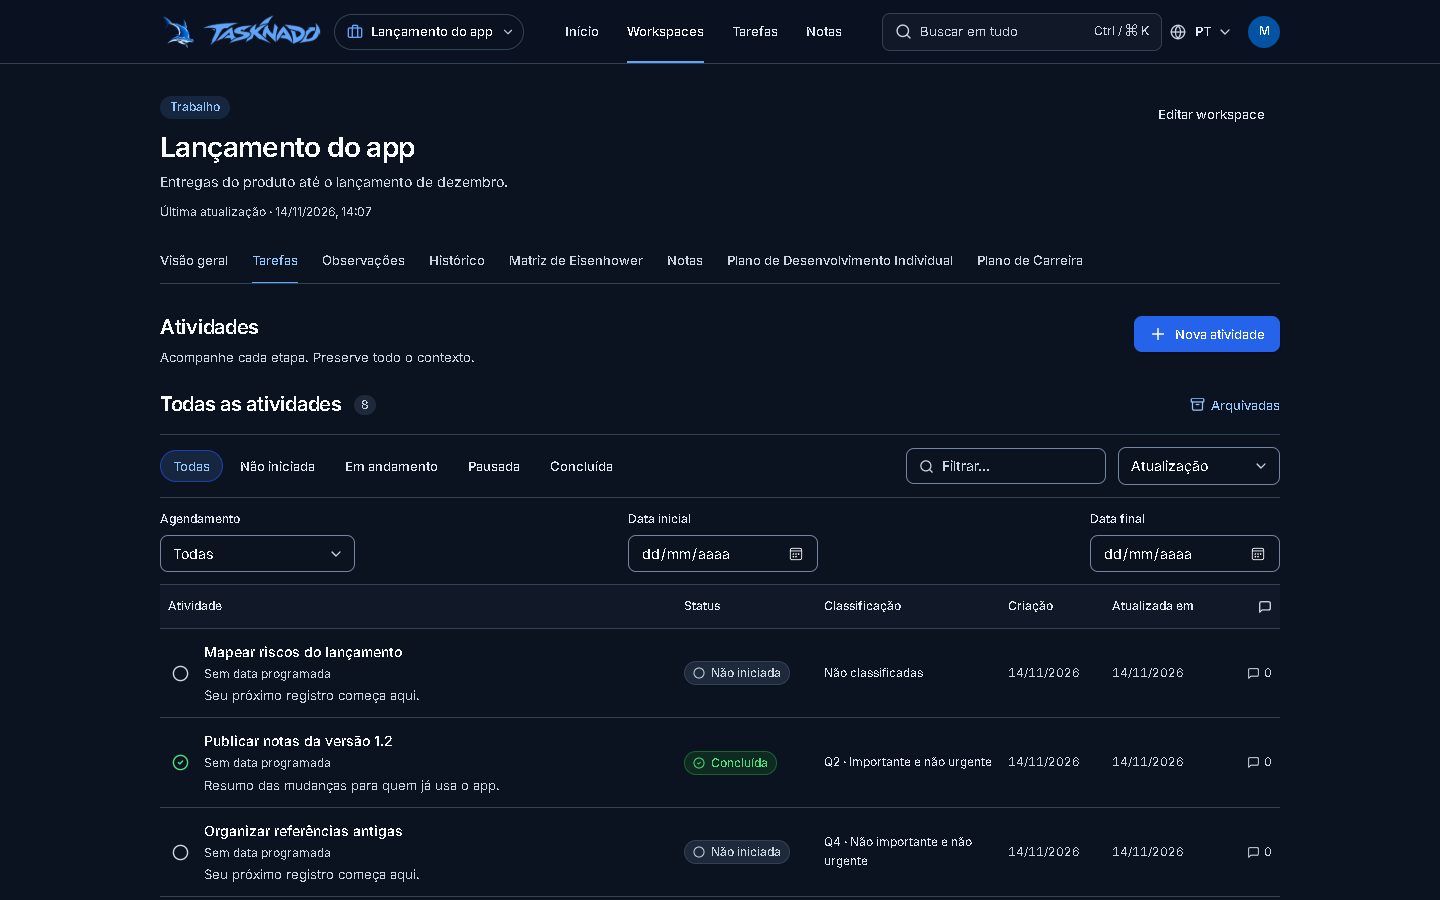 TASKNADO
Lançamento do app
Início
Workspaces
Tarefas
Notas
Buscar em tudo
Ctrl / ⌘ K
PT
M
Trabalho
Editar workspace
Lançamento do app
Entregas do produto até o lançamento de dezembro.
Última atualização · 14/11/2026, 14:07
Visão geral
Tarefas
Observações
Histórico
Matriz de Eisenhower
Notas
Plano de Desenvolvimento Individual
Plano de Carreira
Atividades
Nova atividade
Acompanhe cada etapa. Preserve todo o contexto.
Todas as atividades
8
Arquivadas
Todas
Não iniciada
Em andamento
Pausada
Concluída
Filtrar...
Atualização
Agendamento
Data inicial
Data final
Todas
dd/mm/aaaa
dd/mm/aaaa
Atividade
Status
Classificação
Criação
Atualizada em
Mapear riscos do lançamento
Sem data programada
Seu próximo registro começa aqui.
Não iniciada
Não classificadas
14/11/2026
14/11/2026
0
Publicar notas da versão 1.2
Sem data programada
Resumo das mudanças para quem já usa o app.
Concluída
Q2 · Importante e não urgente
14/11/2026
14/11/2026
0
Organizar referências antigas
Sem data programada
Seu próximo registro começa aqui.
Não iniciada
Q4 · Não importante e não
urgente
14/11/2026
14/11/2026
0